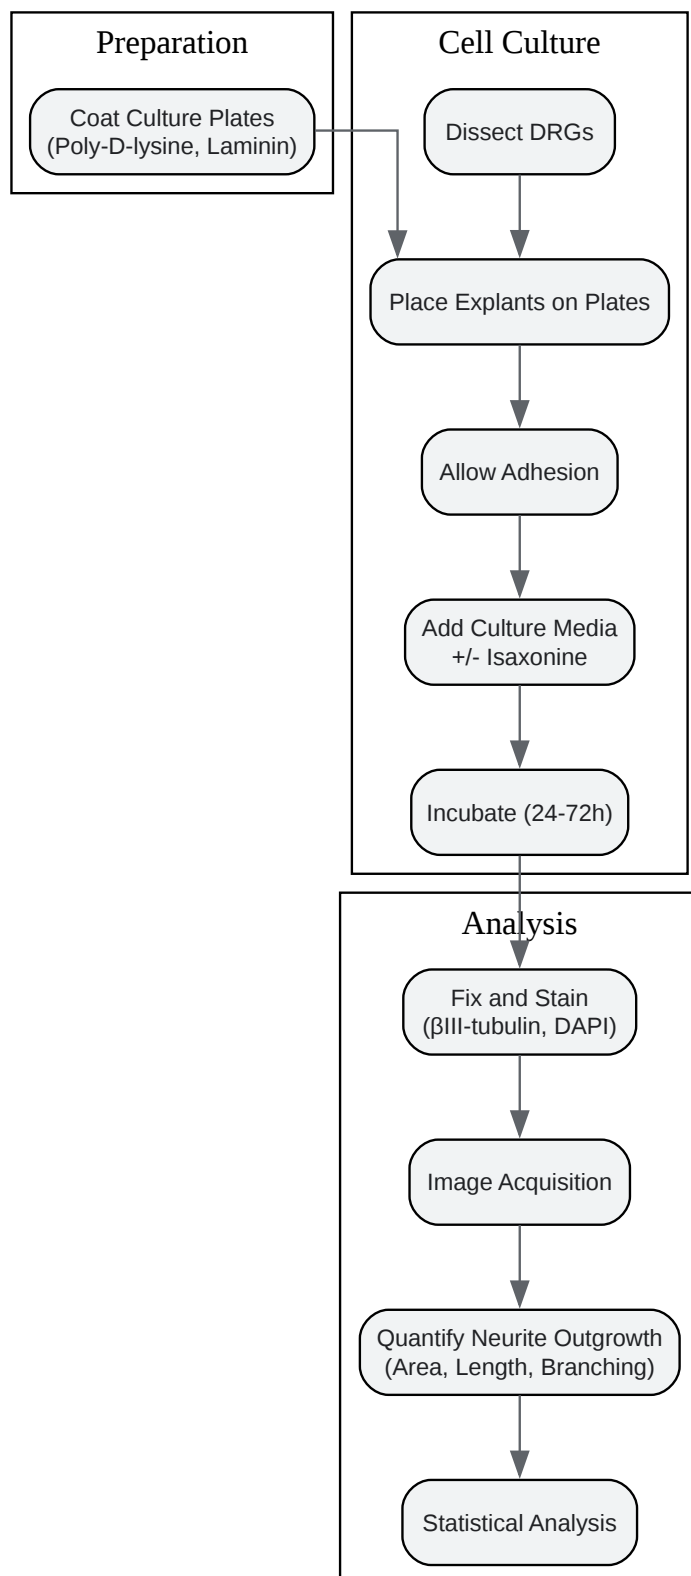 Preparation
Coat Culture Plates
(Poly-D-lysine, Laminin)
Cell Culture
Dissect DRGs
Place Explants on Plates
Allow Adhesion
Add Culture Media
+/- Isaxonine
Incubate (24-72h)
Analysis
Fix and Stain
(βIII-tubulin, DAPI)
Image Acquisition
Quantify Neurite Outgrowth
(Area, Length, Branching)
Statistical Analysis